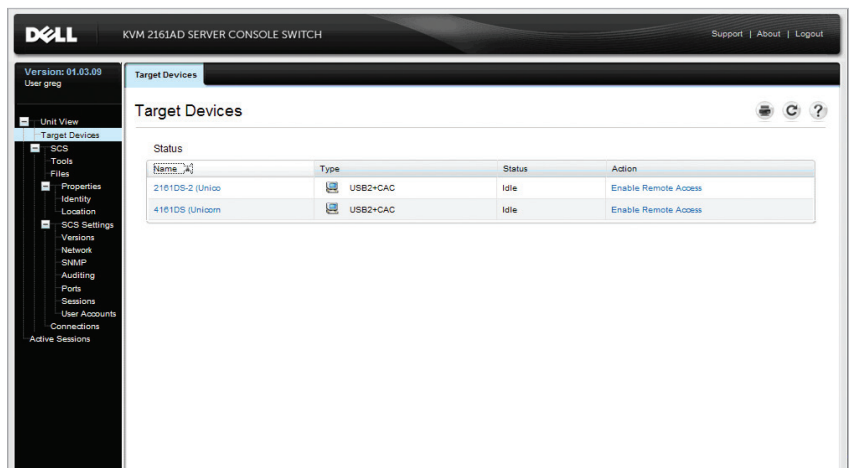 DELL KVM 2161AD SERVER CONSOLE SWITCH Support | About | Logout
Version: 01.03.09
User greg
Unit View
Target Devices
SCS
Tools
Files
Properties
Identity
Location
SCS Settings
Versions
Network
SNMP
Auditing
Ports
Sessions
User Accounts
Connections
Active Sessions
Target Devices
Target Devices
Status
Name Type Status Action
2161DS-2 (Unico USB2+CAC Idle Enable Remote Access
4161DS (Unicorn USB2+CAC Idle Enable Remote Access